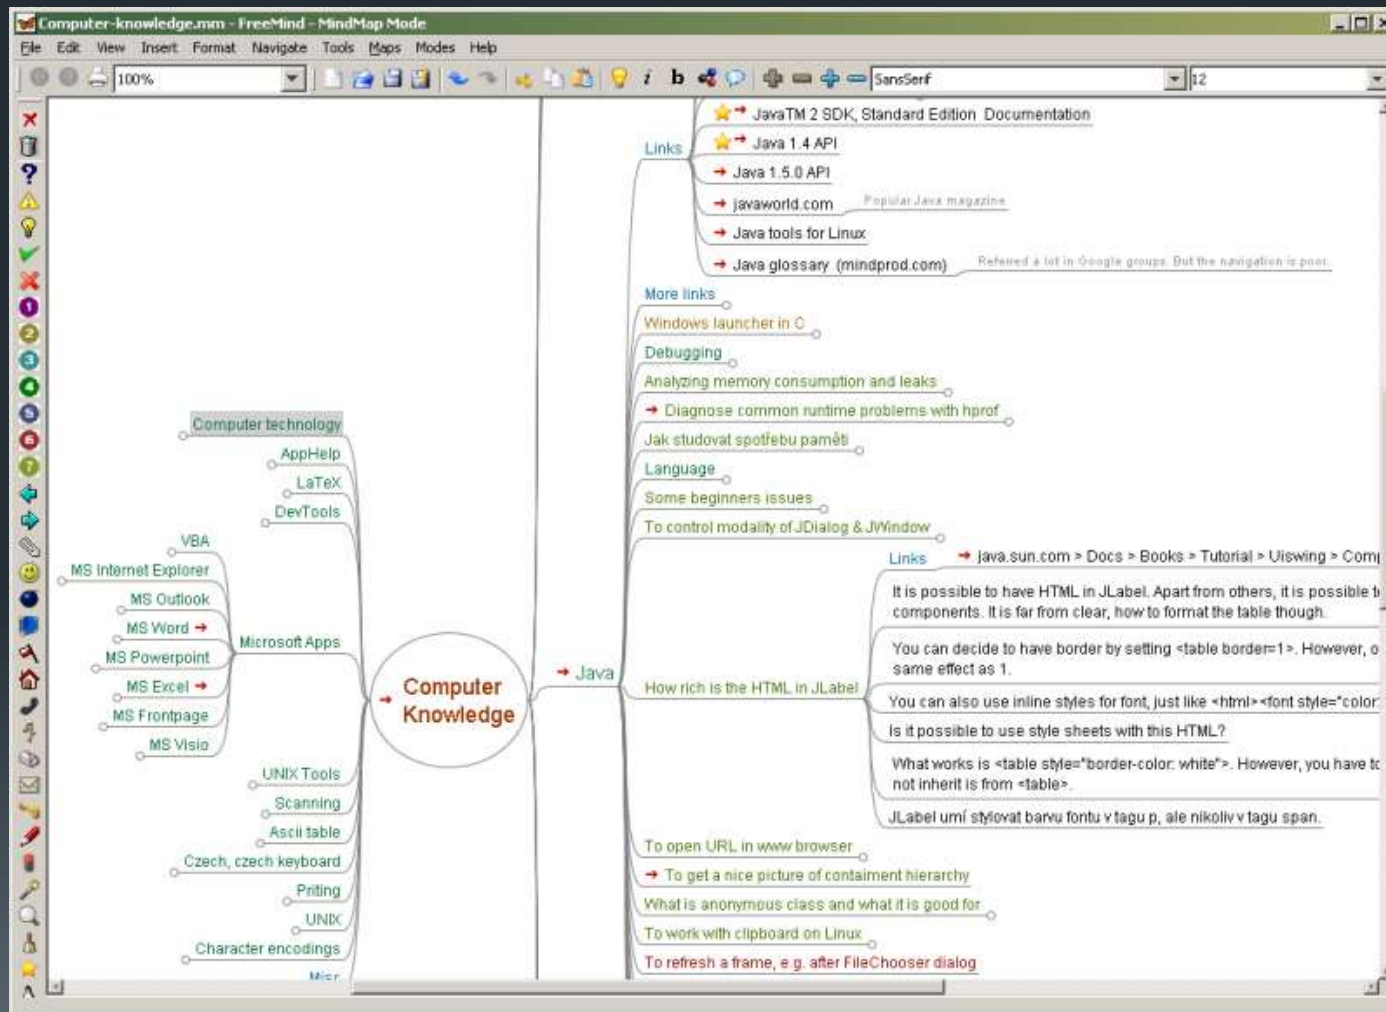 Computer-knowledge.mm - FreeMind - MindMap Mode
File Edit View Insert Format Navigate Tools Maps Modes Help
100% i b SansSerif 12
JavaTM 2 SDK, Standard Edition Documentation
Links
Java 1.4 API
Java 1.5.0 API
javaworld.com Popular Java magazine
Java tools for Linux
Java glossary (mindprod.com) Referred a lot in Google groups. But the navigation is poor.
More links
Windows launcher in C
Debugging
Analyzing memory consumption and leaks
Diagnose common runtime problems with hprof
Jak studovat spotřebu paměti
Language
Some beginners issues
To control modality of JDialog & JWindow
Computer technology
AppHelp
LaTeX
DevTools
VBA
MS Internet Explorer
MS Outlook
MS Word
MS Powerpoint
MS Excel
MS Frontpage
MS Visio
Microsoft Apps
UNIX Tools
Scanning
Ascii table
Czech, czech keyboard
Priting
UNIX
Character encodings
Misc
Computer
Knowledge
Java
How rich is the HTML in JLabel
Links java.sun.com > Docs > Books > Tutorial > Uiswing > Comp
It is possible to have HTML in JLabel. Apart from others, it is possible t
components. It is far from clear, how to format the table though.
You can decide to have border by setting <table border=1>. However, o
same effect as 1.
You can also use inline styles for font, just like <html><font style="color:
Is it possible to use style sheets with this HTML?
What works is <table style="border-color: white">. However, you have to
not inherit is from <table>.
JLabel umí stylovat barvu fontu v tagu p, ale nikoliv v tagu span.
To open URL in www browser
To get a nice picture of contaiment hierarchy
What is anonymous class and what it is good for
To work with clipboard on Linux
To refresh a frame, e.g. after FileChooser dialog
1
2
3
4
5
6
7
A